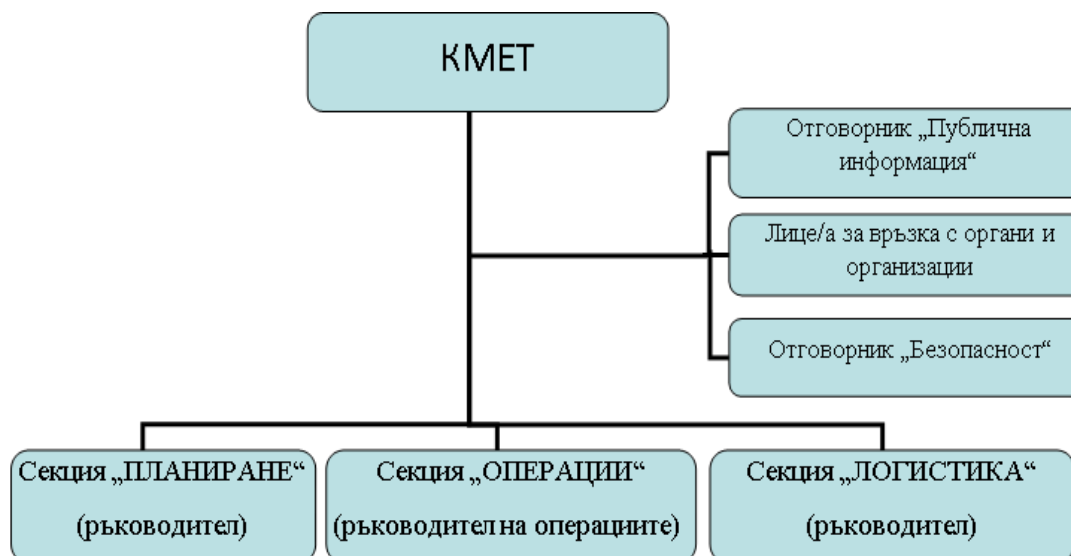 КМЕТ
Отговорник „Публична
информация“
Лице/а за връзка с органи и
организации
Отговорник „Безопасност“
Секция „ПЛАНИРАНЕ“
(ръководител)
Секция „ОПЕРАЦИИ“
(ръководител на операциите)
Секция „ЛОГИСТИКА“
(ръководител)